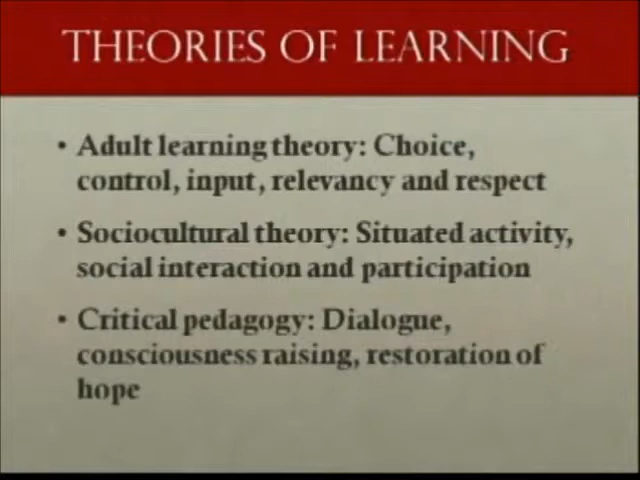 THEORIES OF LEARNING
• Adult learning theory: Choice,
control, input, relevancy and respect
• Sociocultural theory: Situated activity,
social interaction and participation
• Critical pedagogy: Dialogue,
consciousness raising, restoration of
hope